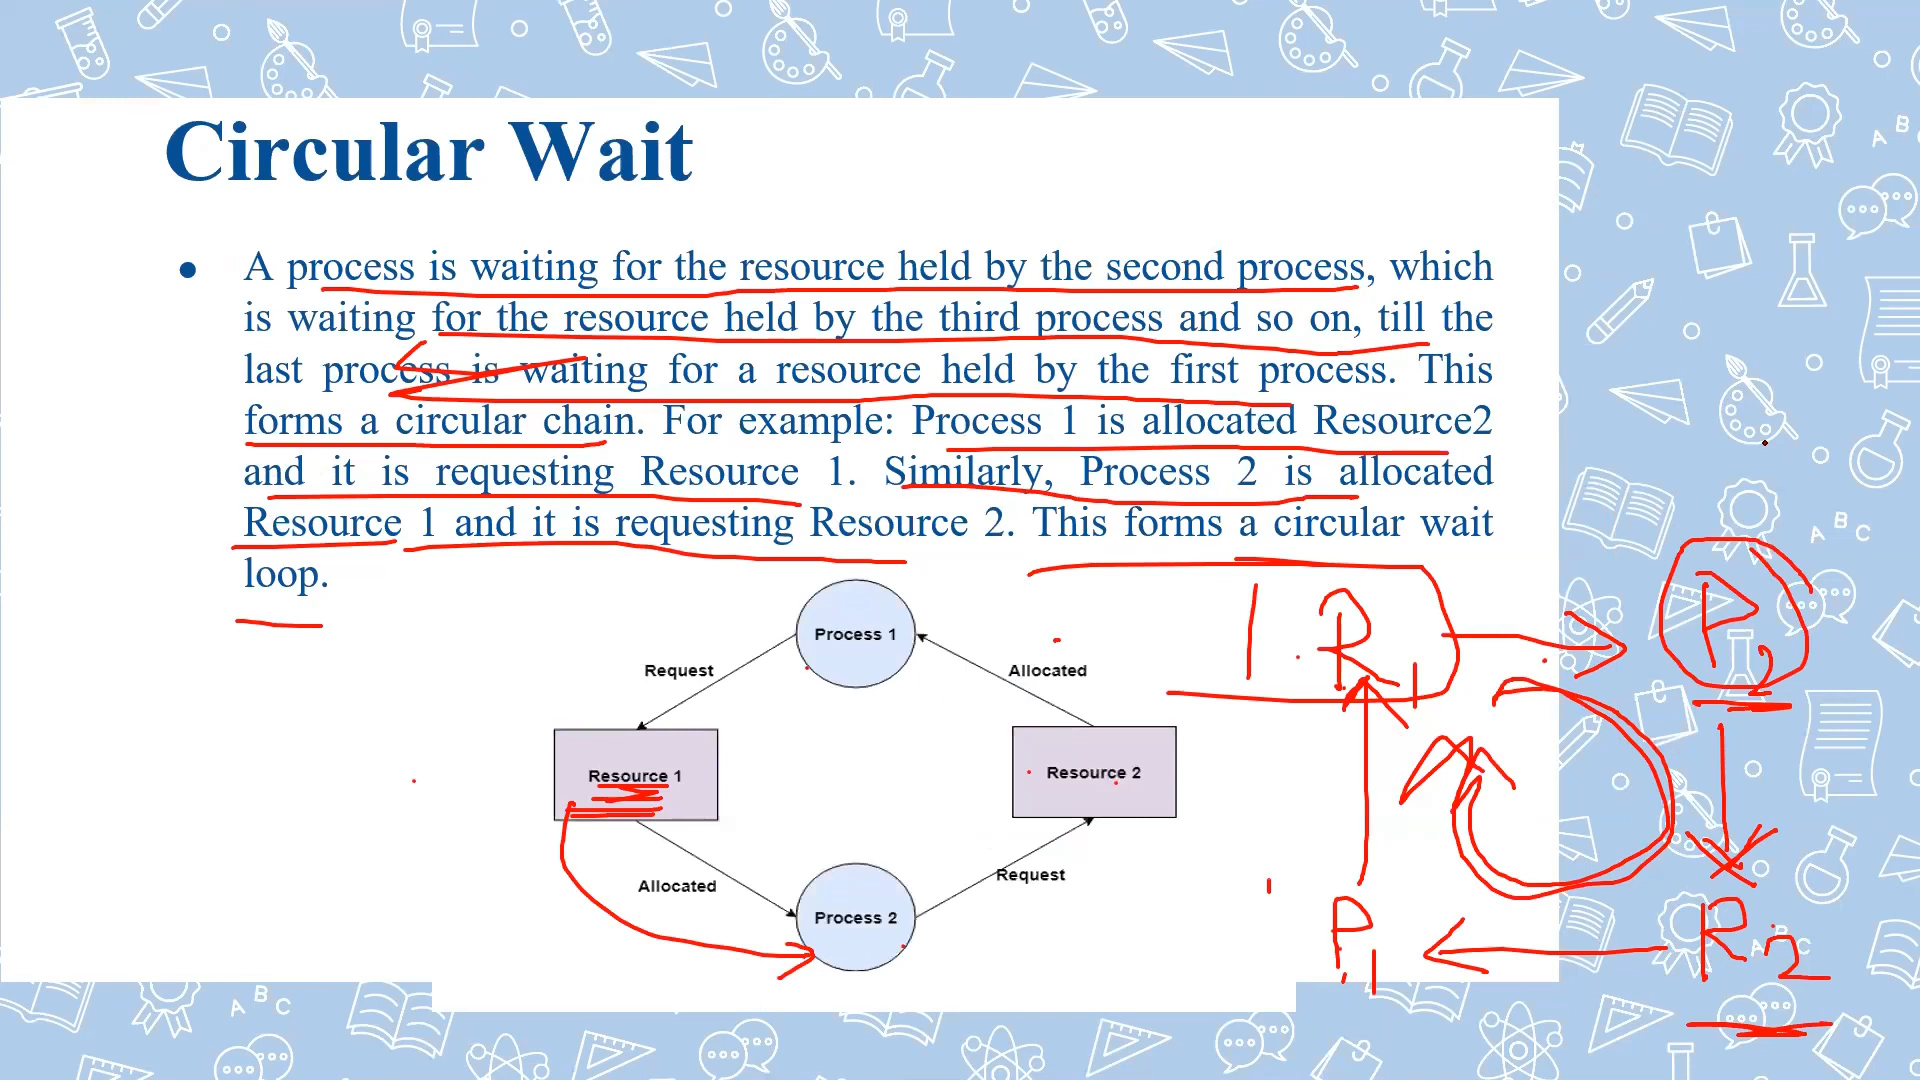 Circular Wait
● A process is waiting for the resource held by the second process, which
is waiting for the resource held by the third process and so on, till the
last process is waiting for a resource held by the first process. This
forms a circular chain. For example: Process 1 is allocated Resource2
and it is requesting Resource 1. Similarly, Process 2 is allocated
Resource 1 and it is requesting Resource 2. This forms a circular wait
loop.
Process 1
Request
Allocated
Resource 1
Resource 2
Allocated
Request
Process 2
R1
P2
P1
R2